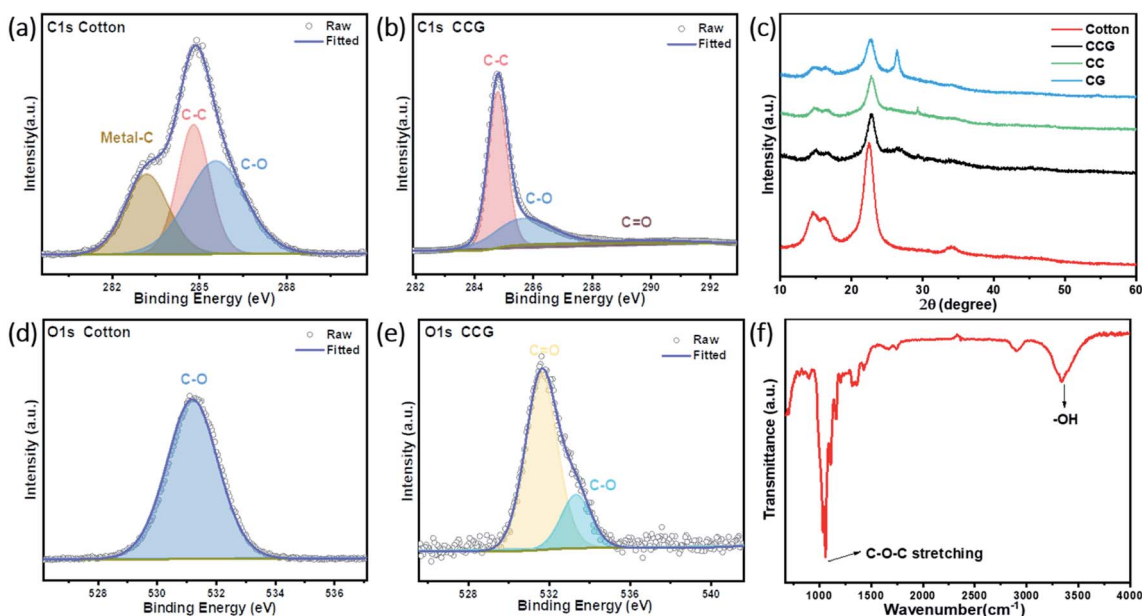 (a)
C1s Cotton
Raw
Fitted
Metal-C
C-C
C-O
Intensity(a.u.)
282 285 288
Binding Energy (eV)
(b)
C1s CCG
Raw
Fitted
C-C
C-O
C=O
Intensity(a.u.)
282 284 286 288 290 292
Binding Energy (eV)
(c)
Cotton
CCG
CC
CG
Intensity (a.u.)
10 20 30 40 50 60
2θ (degree)
(d)
O1s Cotton
Raw
Fitted
C-O
Intensity (a.u.)
528 530 532 534 536
Binding Energy (eV)
(e)
O1s CCG
Raw
Fitted
C=O
C-O
Intensity (a.u.)
528 532 536 540
Binding Energy (eV)
(f)
-OH
C-O-C stretching
Transmittance (a.u.)
1000 1500 2000 2500 3000 3500 4000
Wavenumber(cm-1)